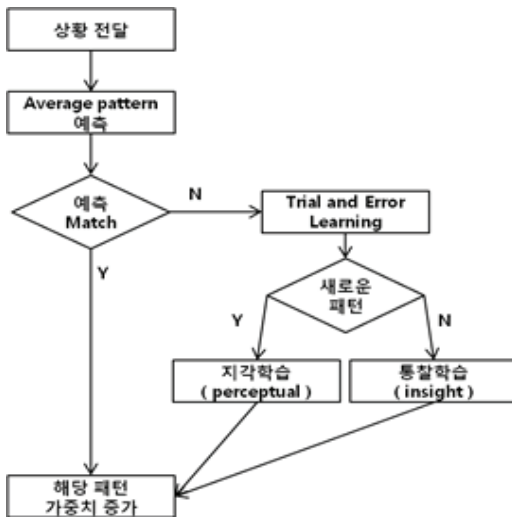 상황 전달
Average pattern
예측
예측
Match
N
Trial and Error
Learning
Y
새로운
패턴
Y
N
지각학습
( perceptual )
통찰학습
( insight )
해당 패턴
가중치 증가